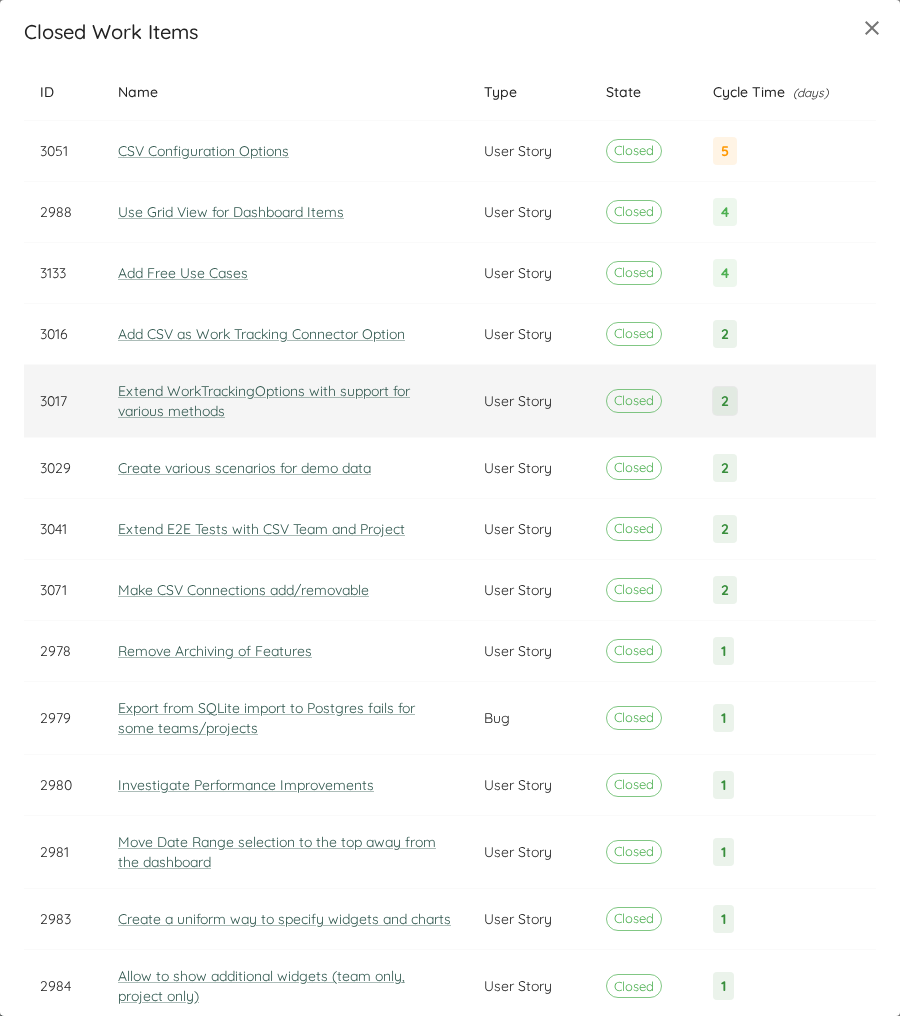 Closed Work Items
ID Name Type State Cycle Time (days)
3051 CSV Configuration Options User Story Closed 5
2988 Use Grid View for Dashboard Items User Story Closed 4
3133 Add Free Use Cases User Story Closed 4
3016 Add CSV as Work Tracking Connector Option User Story Closed 2
3017 Extend WorkTrackingOptions with support for
various methods User Story Closed 2
3029 Create various scenarios for demo data User Story Closed 2
3041 Extend E2E Tests with CSV Team and Project User Story Closed 2
3071 Make CSV Connections add/removable User Story Closed 2
2978 Remove Archiving of Features User Story Closed 1
2979 Export from SQLite import to Postgres fails for
some teams/projects Bug Closed 1
2980 Investigate Performance Improvements User Story Closed 1
2981 Move Date Range selection to the top away from
the dashboard User Story Closed 1
2983 Create a uniform way to specify widgets and charts User Story Closed 1
2984 Allow to show additional widgets (team only,
project only) User Story Closed 1